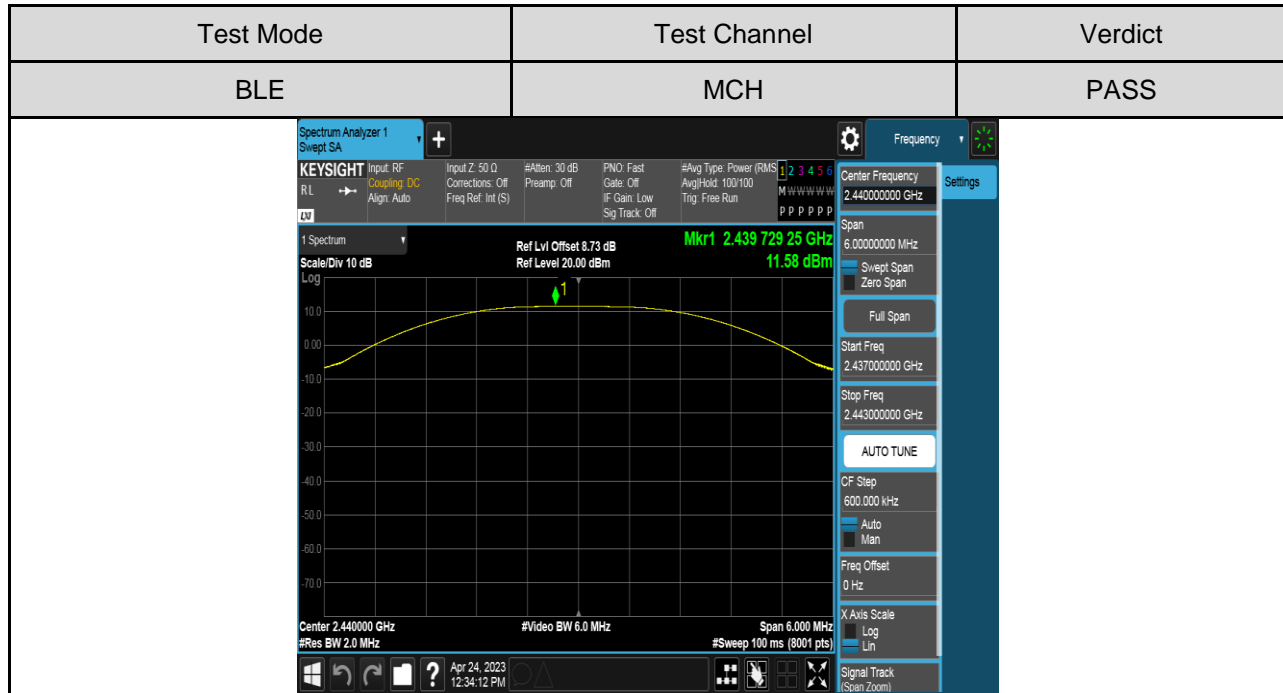 Test Mode Test Channel Verdict
BLE MCH PASS
Spectrum Analyzer 1
Swept SA
+
Frequency
Settings
KEYSIGHT
RL
LXI
Input: RF
Coupling: DC
Align: Auto
Input Z: 50 Ω
Corrections: Off
Freq Ref: Int (S)
#Atten: 30 dB
Preamp: Off
PNO: Fast
Gate: Off
IF Gain: Low
Sig Track: Off
#Avg Type: Power (RMS
Avg|Hold: 100/100
Trig: Free Run
1 2 3 4 5 6
M W W W W W
P P P P P P
1 Spectrum
Scale/Div 10 dB
Log
Ref Lvl Offset 8.73 dB
Ref Level 20.00 dBm
Mkr1 2.439 729 25 GHz
11.58 dBm
1
10.0
0.00
-10.0
-20.0
-30.0
-40.0
-50.0
-60.0
-70.0
Center 2.440000 GHz
#Res BW 2.0 MHz
#Video BW 6.0 MHz
Span 6.000 MHz
#Sweep 100 ms (8001 pts)
Center Frequency
2.440000000 GHz
Span
6.00000000 MHz
Swept Span
Zero Span
Full Span
Start Freq
2.437000000 GHz
Stop Freq
2.443000000 GHz
AUTO TUNE
CF Step
600.000 kHz
Auto
Man
Freq Offset
0 Hz
X Axis Scale
Log
Lin
Signal Track
(Span Zoom)
?
Apr 24, 2023
12:34:12 PM